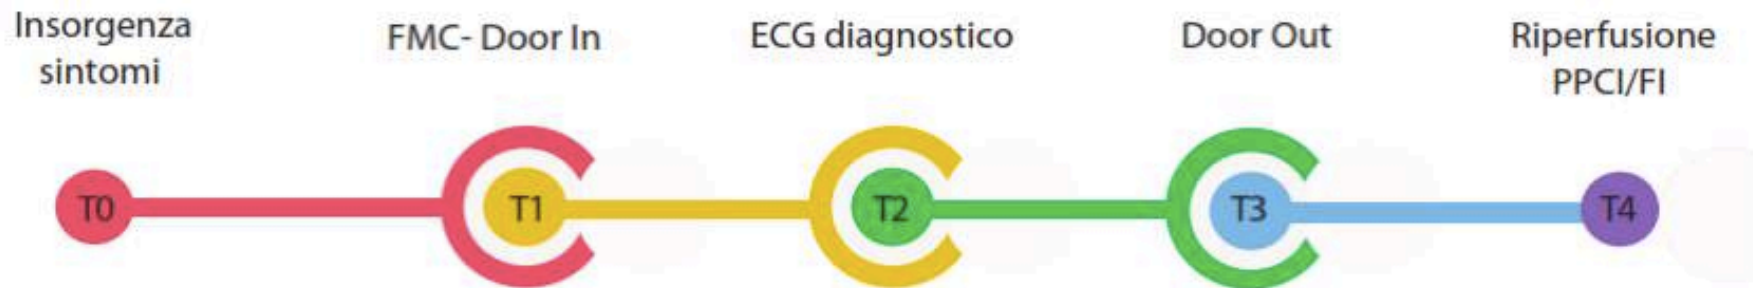 Insorgenza
sintomi
FMC- Door In
ECG diagnostico
Door Out
Riperfusione
PPCI/FI
T0
T1
T2
T3
T4